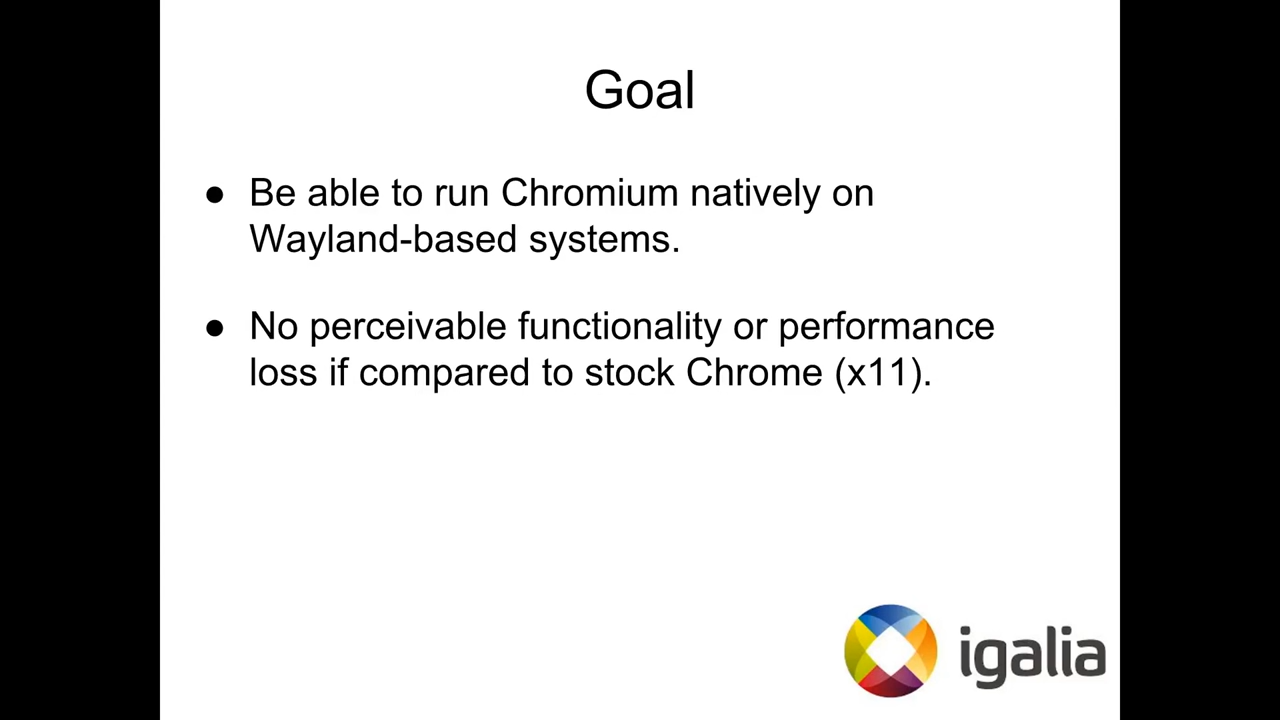 Goal
● Be able to run Chromium natively on
Wayland-based systems.
● No perceivable functionality or performance
loss if compared to stock Chrome (x11).
igalia